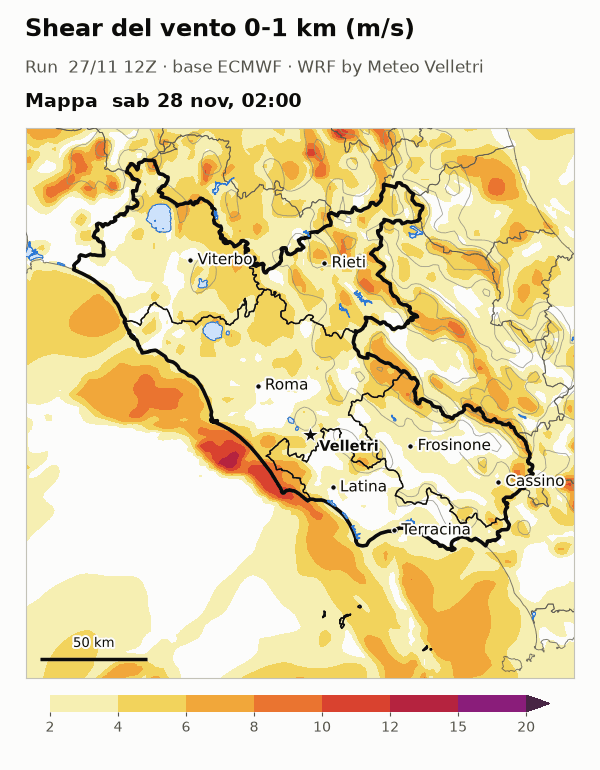 Shear del vento 0-1 km (m/s)
Run  27/11 12Z · base ECMWF · WRF by Meteo Velletri
Mappa  sab 28 nov, 02:00
Viterbo
Rieti
Roma
Velletri
Frosinone
Latina
Cassino
Terracina
50 km
2 4 6 8 10 12 15 20